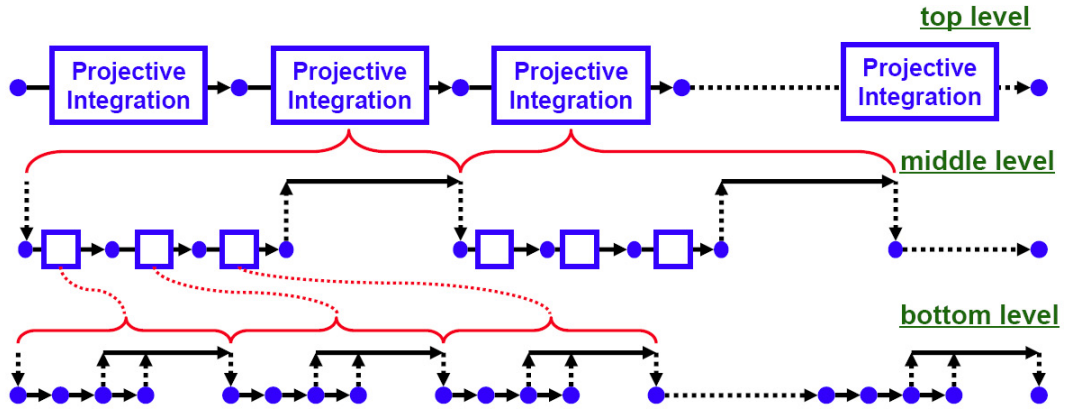 top level
Projective
Integration
Projective
Integration
Projective
Integration
Projective
Integration
middle level
bottom level